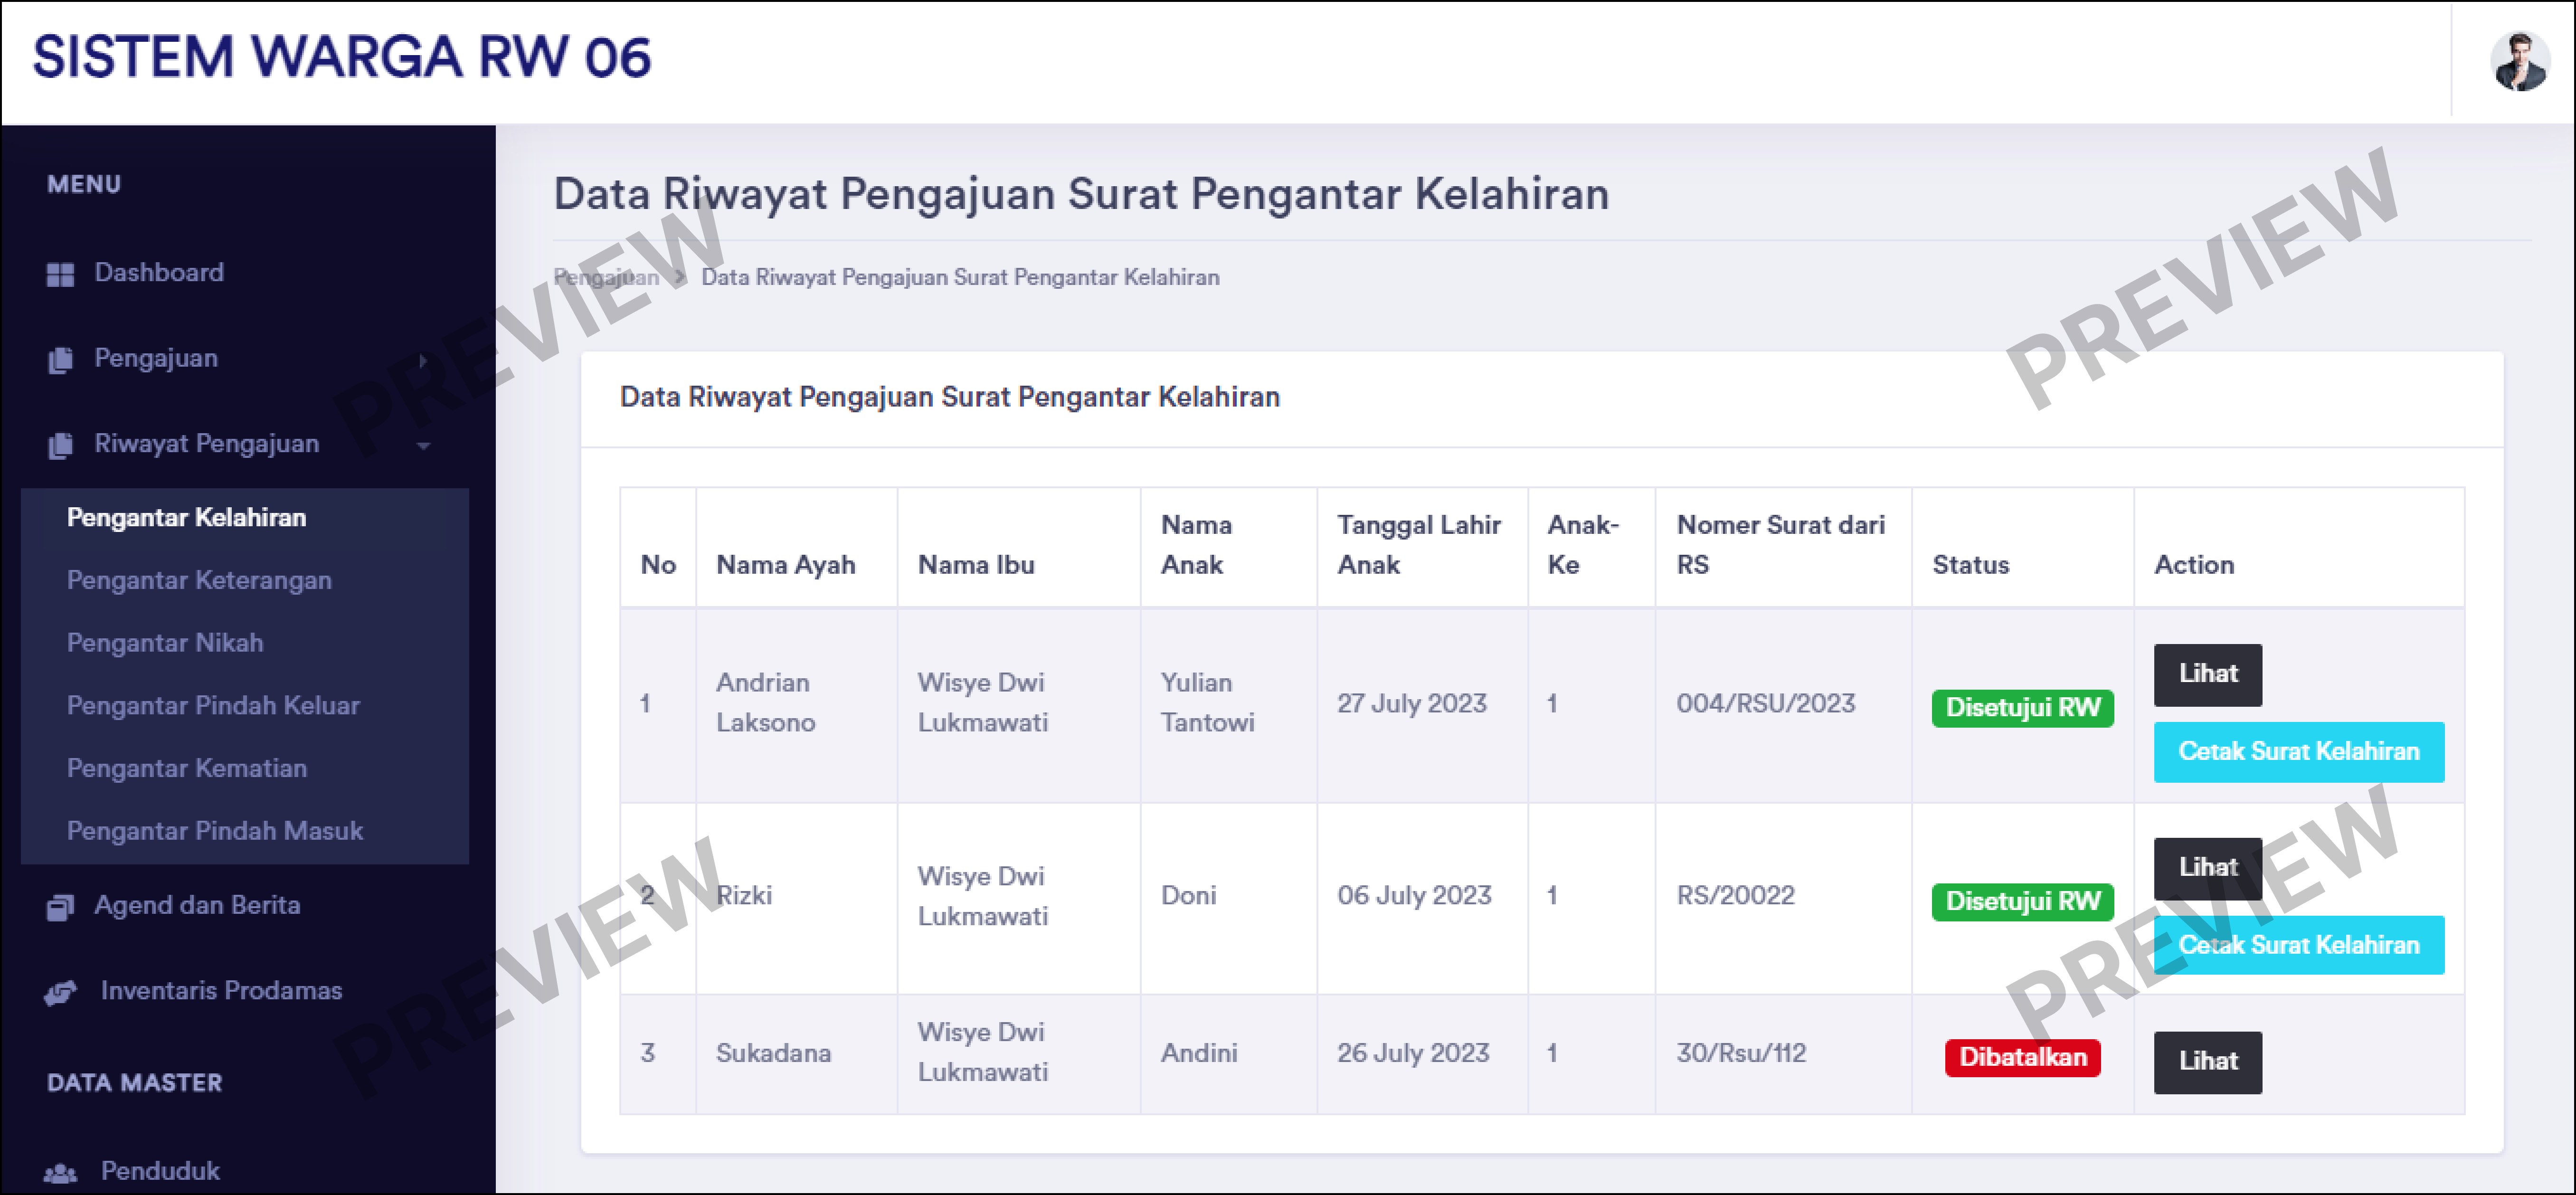 SISTEM WARGA RW 06
MENU
Dashboard
Pengajuan
Riwayat Pengajuan
Pengantar Kelahiran
Pengantar Keterangan
Pengantar Nikah
Pengantar Pindah Keluar
Pengantar Kematian
Pengantar Pindah Masuk
Agend dan Berita
Inventaris Prodamas
DATA MASTER
Penduduk
Data Riwayat Pengajuan Surat Pengantar Kelahiran
Pengajuan > Data Riwayat Pengajuan Surat Pengantar Kelahiran
Data Riwayat Pengajuan Surat Pengantar Kelahiran
No Nama Ayah Nama Ibu Nama Anak Tanggal Lahir Anak Anak-Ke Nomer Surat dari RS Status Action
1 Andrian Laksono Wisye Dwi Lukmawati Yulian Tantowi 27 July 2023 1 004/RSU/2023 Disetujui RW Lihat Cetak Surat Kelahiran
2 Rizki Wisye Dwi Lukmawati Doni 06 July 2023 1 RS/20022 Disetujui RW Lihat Cetak Surat Kelahiran
3 Sukadana Wisye Dwi Lukmawati Andini 26 July 2023 1 30/Rsu/112 Dibatalkan Lihat
PREVIEW
PREVIEW
PREVIEW
PREVIEW